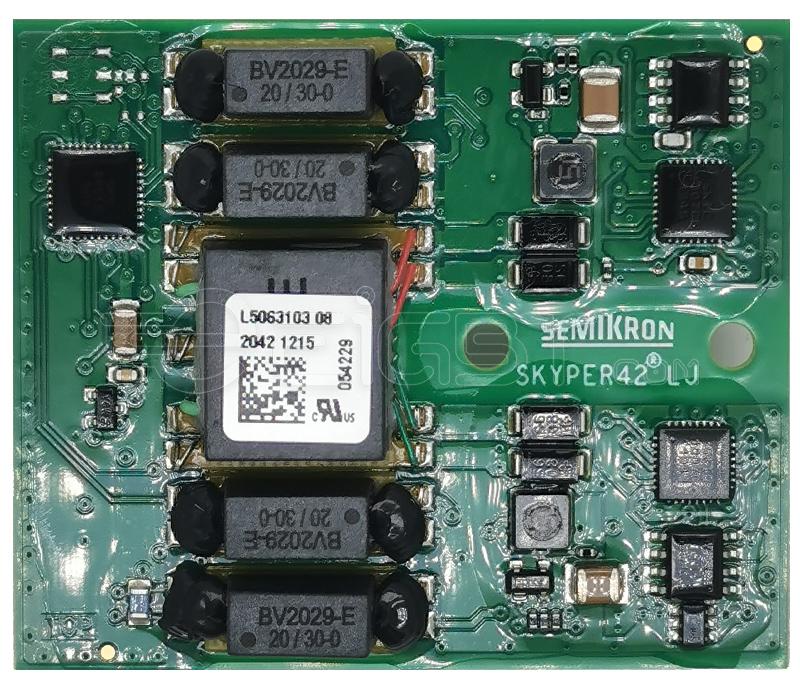 BV2029-E
20 / 30-0
BV2029-E
20 / 30-0
L5063103 08
2042 1215
054229
C US
SEMIKRON
SKYPER42® LJ
BV2029-E
20 / 30-0
BV2029-E
20 / 30-0